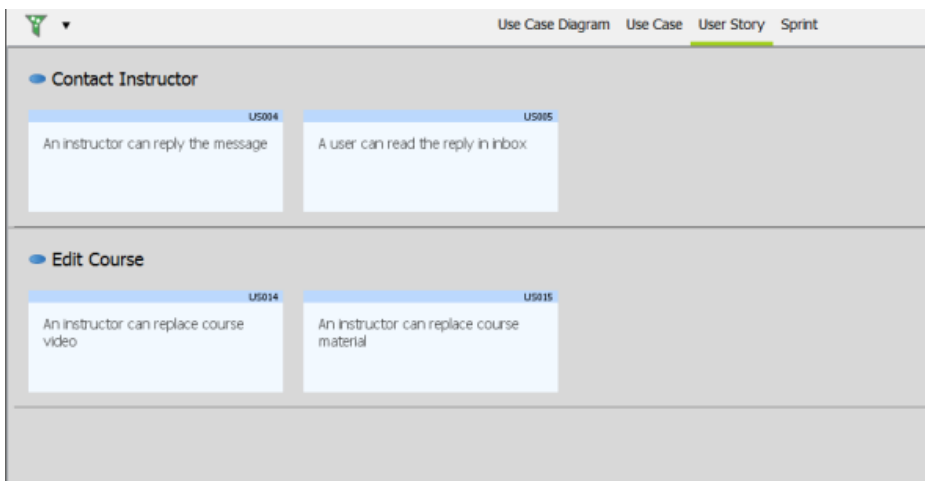 Use Case Diagram Use Case User Story Sprint
Contact Instructor
US004
An instructor can reply the message
US005
A user can read the reply in inbox
Edit Course
US014
An instructor can replace course
video
US015
An instructor can replace course
material